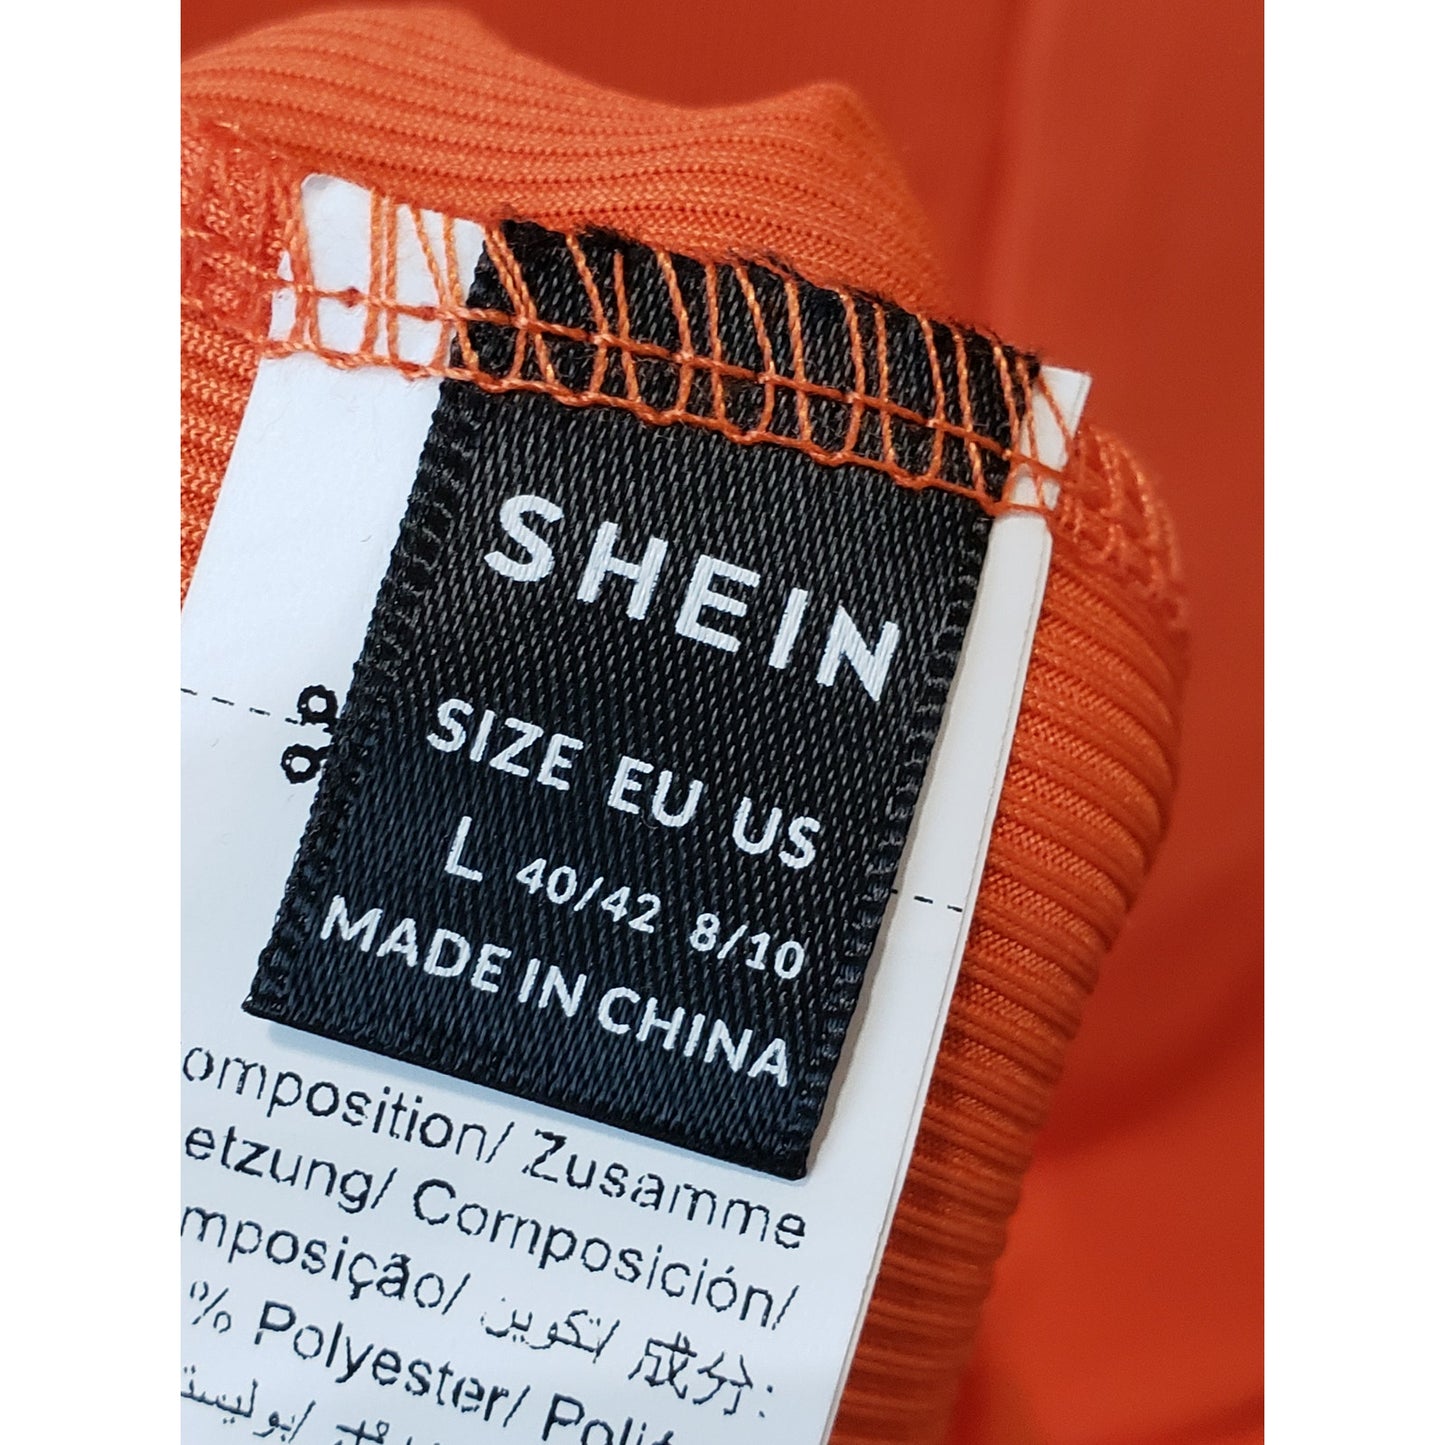 SHEIN
SIZE EU US
L 40/42 8/10
MADE IN CHINA
omposition/ Zusamme
etzung/ Composición/
mposição/ تكوين/ 成分:
% Polyester/ Polié